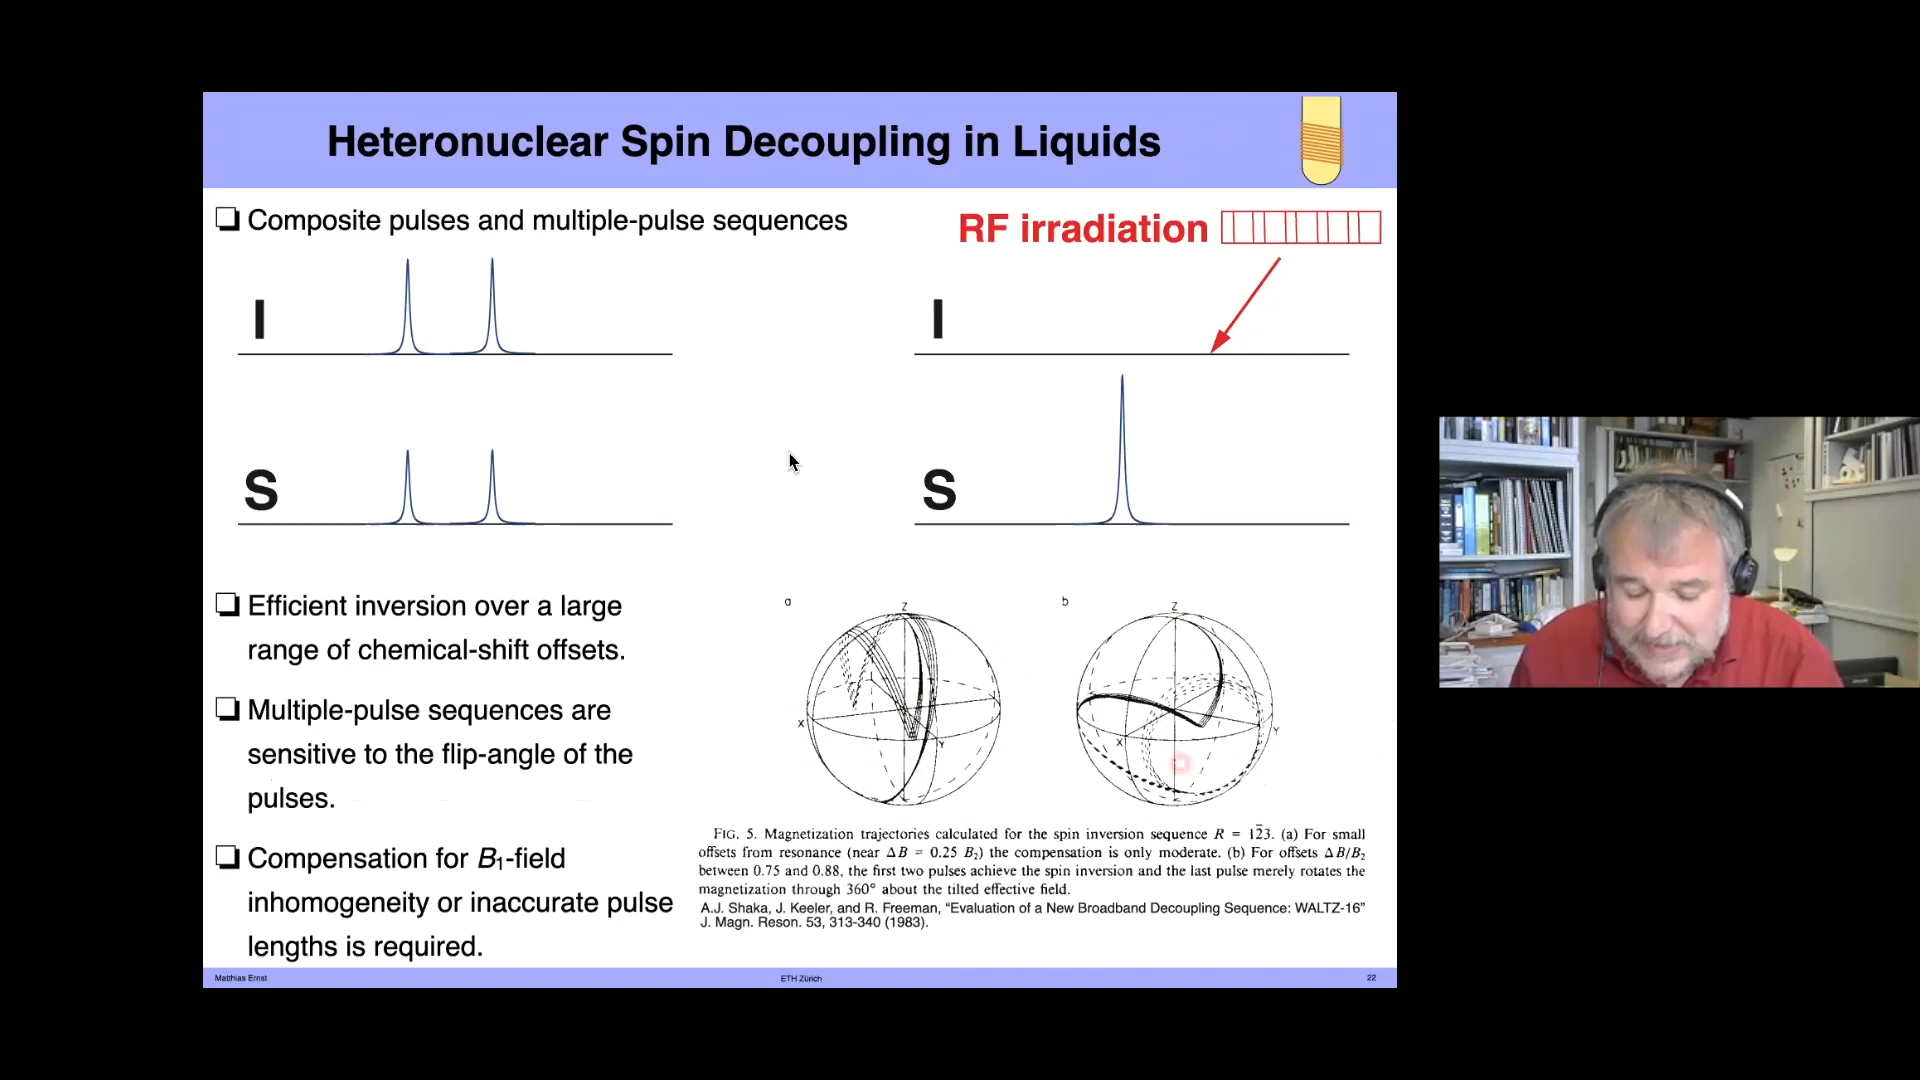 Heteronuclear Spin Decoupling in Liquids
❏ Composite pulses and multiple-pulse sequences
RF irradiation
I
I
S
S
❏ Efficient inversion over a large
range of chemical-shift offsets.
❏ Multiple-pulse sequences are
sensitive to the flip-angle of the
pulses.
❏ Compensation for B₁-field
inhomogeneity or inaccurate pulse
lengths is required.
a
Z
X
Y
b
Z
X
Y
FIG. 5. Magnetization trajectories calculated for the spin inversion sequence R = 12̄3. (a) For small
offsets from resonance (near ΔB = 0.25 B₂) the compensation is only moderate. (b) For offsets ΔB/B₂
between 0.75 and 0.88, the first two pulses achieve the spin inversion and the last pulse merely rotates the
magnetization through 360° about the tilted effective field.
A.J. Shaka, J. Keeler, and R. Freeman, “Evaluation of a New Broadband Decoupling Sequence: WALTZ-16”
J. Magn. Reson. 53, 313-340 (1983).
Matthias Ernst
ETH Zürich
22